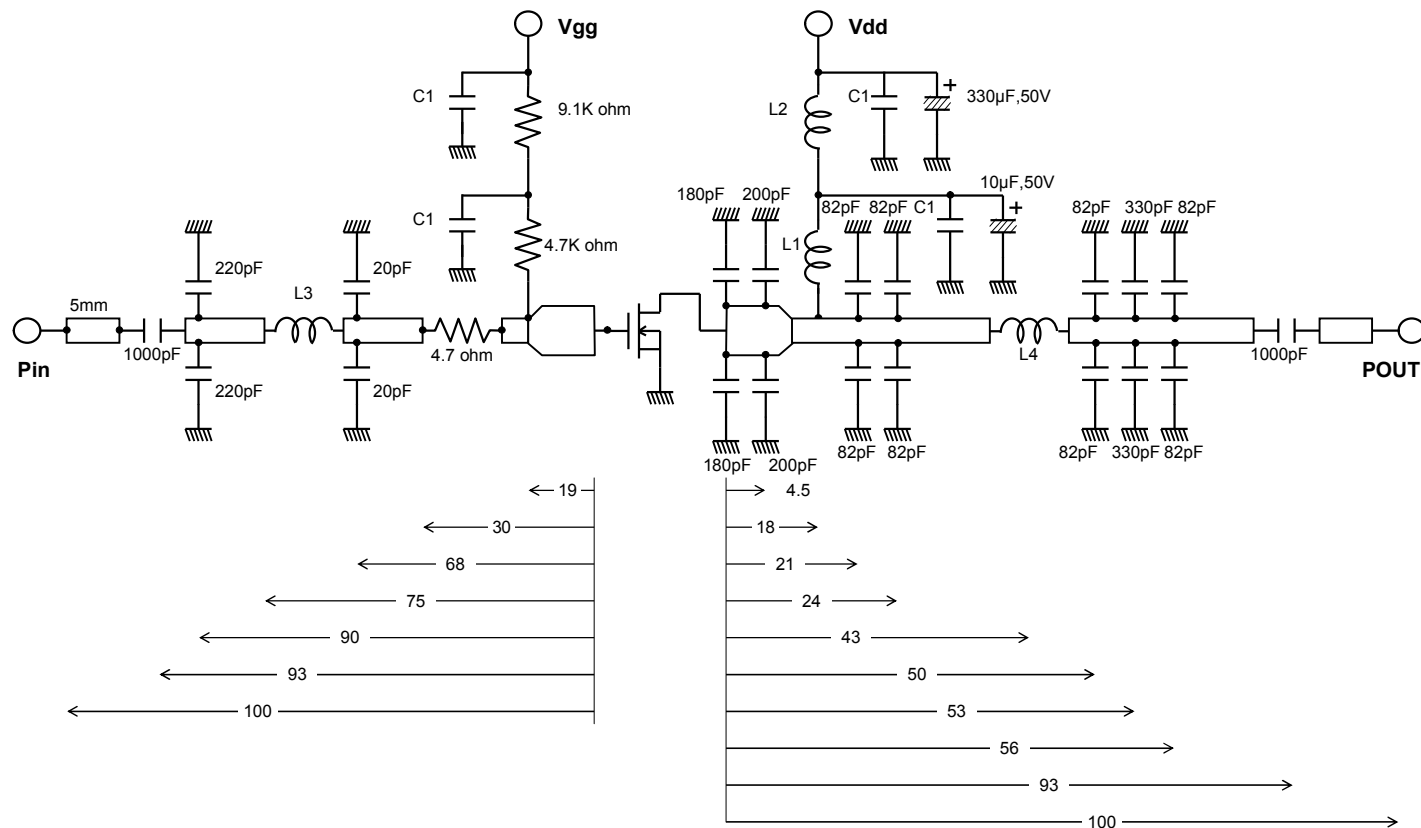 Vgg
Vdd
C1
9.1K ohm
L2
C1
+
330µF,50V
C1
4.7K ohm
180pF
200pF
82pF
82pF
C1
10µF,50V
+
82pF
330pF
82pF
L1
220pF
20pF
5mm
L3
1000pF
4.7 ohm
L4
1000pF
Pin
POUT
220pF
20pF
180pF
200pF
82pF
82pF
82pF
330pF
82pF
19
4.5
30
18
68
21
75
24
90
43
93
50
100
53
56
93
100